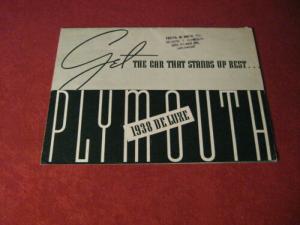 Get THE CAR THAT STANDS UP BEST...
PLYMOUTH
1938 DE LUXE